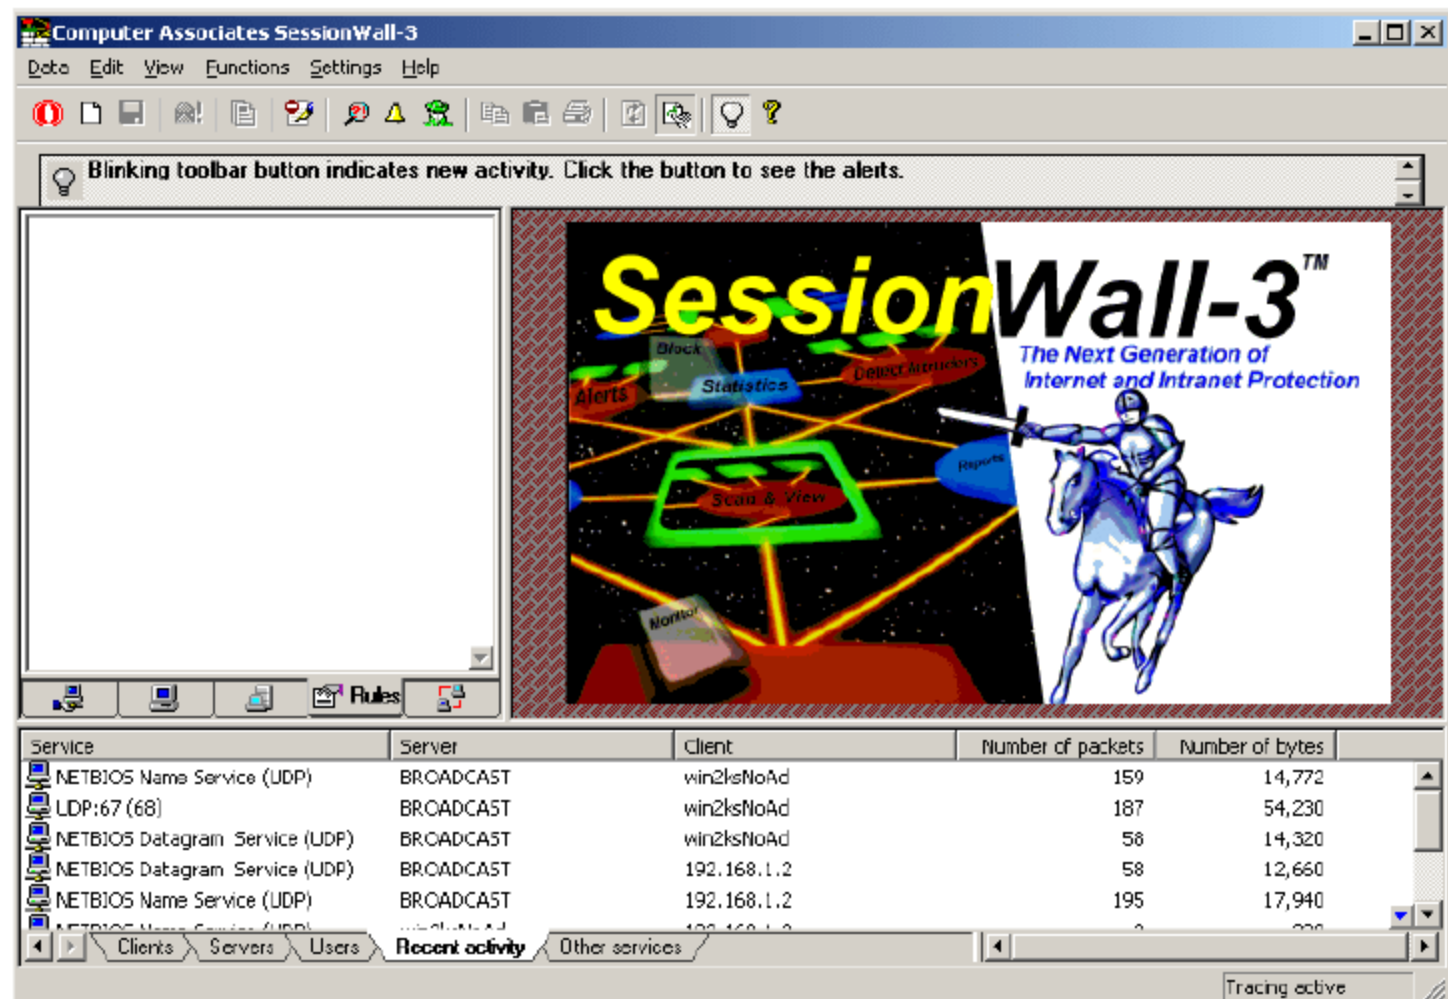 Computer Associates SessionWall-3
Data Edit View Functions Settings Help
Blinking toolbar button indicates new activity. Click the button to see the alerts.
SessionWall-3™
The Next Generation of
Internet and Intranet Protection
Block
Statistics
Detect Intruders
Alerts
Reports
Scan & View
Monitor
Rules
Service Server Client Number of packets Number of bytes
NETBIOS Name Service (UDP) BROADCAST win2ksNoAd 159 14,772
UDP:67 (68) BROADCAST win2ksNoAd 187 54,230
NETBIOS Datagram Service (UDP) BROADCAST win2ksNoAd 58 14,320
NETBIOS Datagram Service (UDP) BROADCAST 192.168.1.2 58 12,660
NETBIOS Name Service (UDP) BROADCAST 192.168.1.2 195 17,940
Clients Servers Users Recent activity Other services
Tracing active